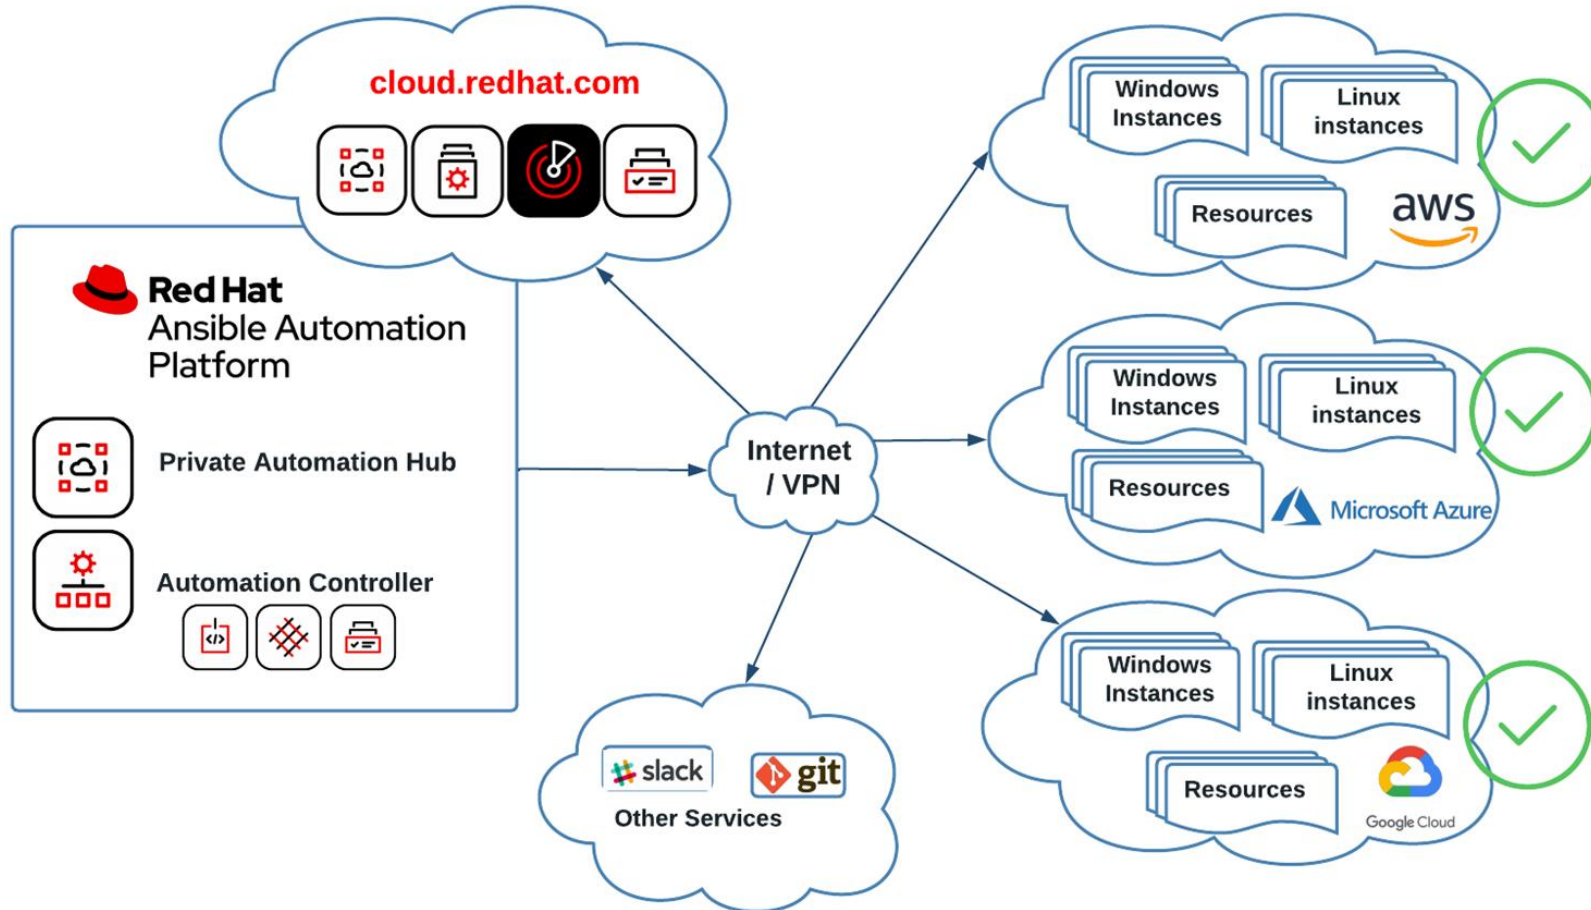 cloud.redhat.com
Red Hat
Ansible Automation
Platform
Private Automation Hub
Automation Controller
Internet
/ VPN
slack
git
Other Services
Windows
Instances
Linux
instances
Resources
aws
Windows
Instances
Linux
instances
Resources
Microsoft Azure
Windows
Instances
Linux
instances
Resources
Google Cloud